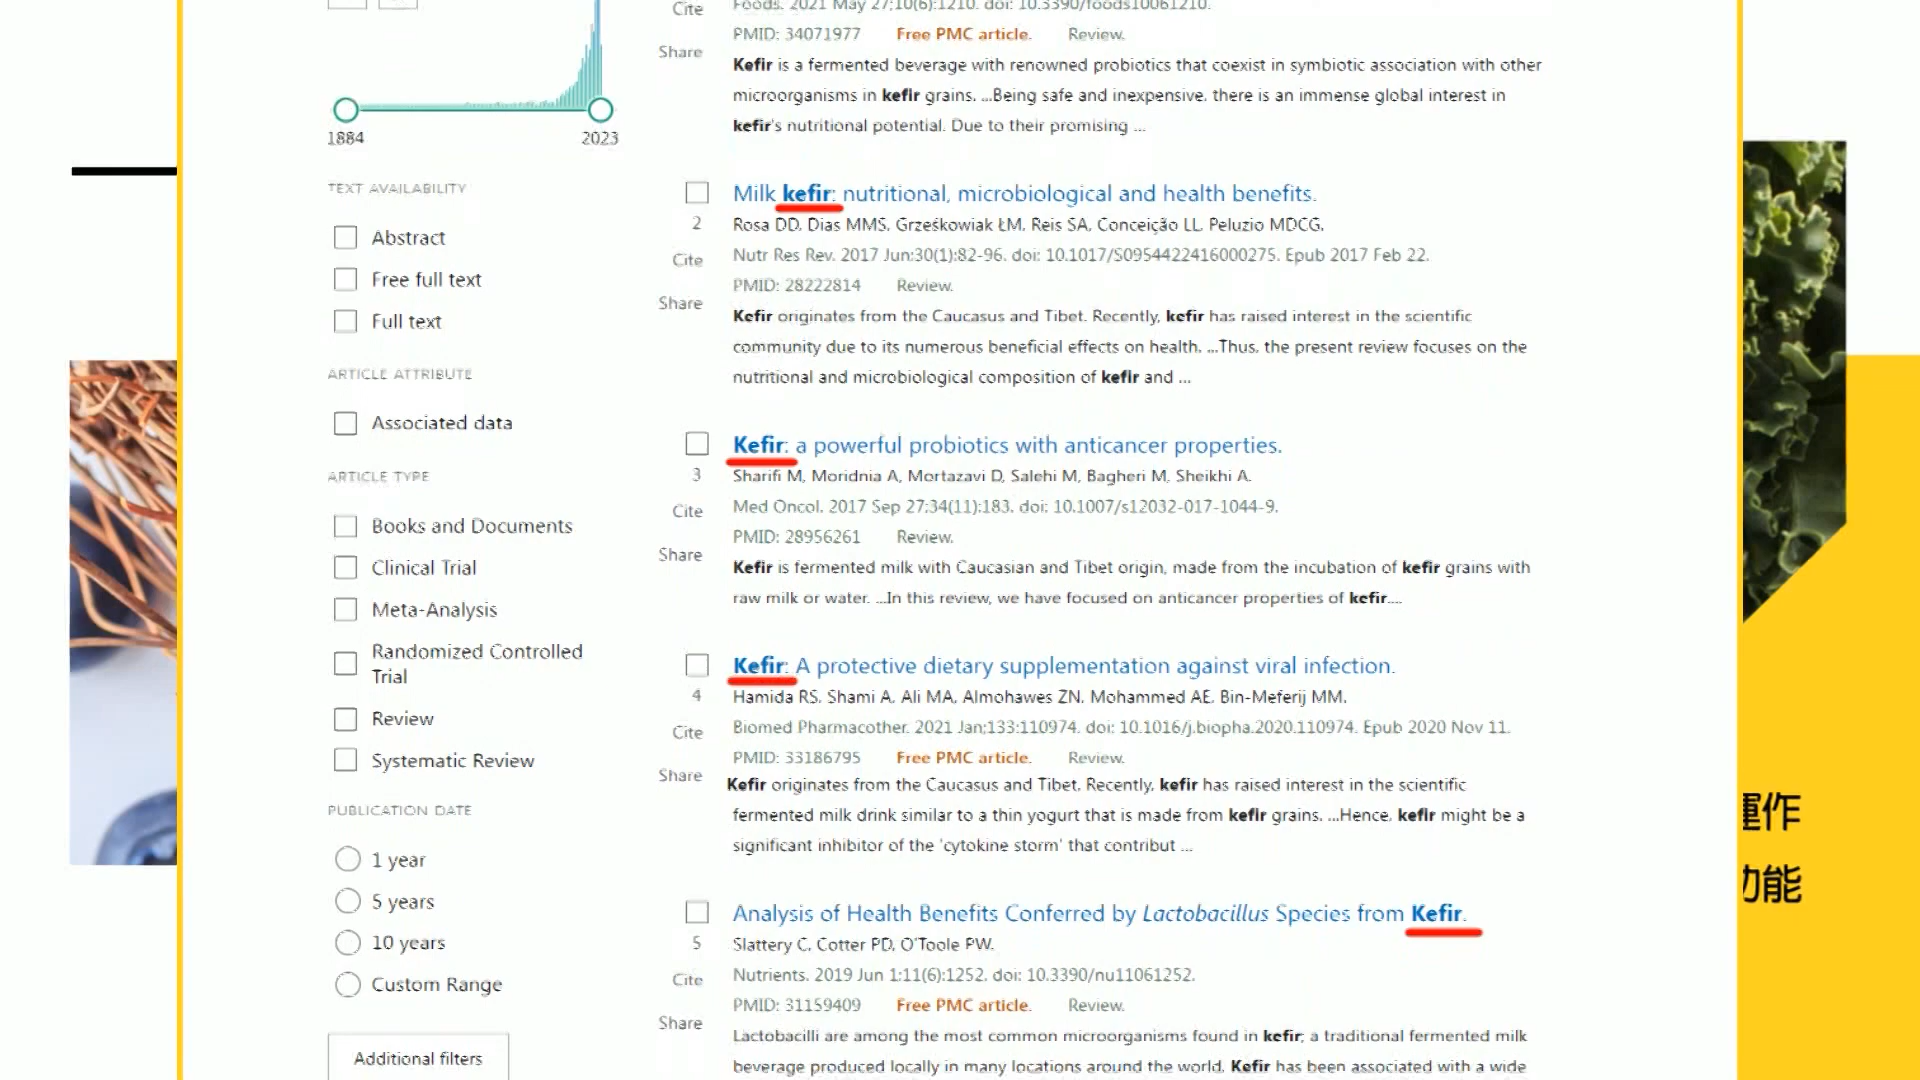 Cite
Foods. 2021 May 27;10(6):1210. doi: 10.3390/foods10061210.
PMID: 34071977 Free PMC article. Review.
Share
Kefir is a fermented beverage with renowned probiotics that coexist in symbiotic association with other
microorganisms in kefir grains. ...Being safe and inexpensive, there is an immense global interest in
kefir's nutritional potential. Due to their promising ...
1884
2023
TEXT AVAILABILITY
Abstract
Free full text
Full text
ARTICLE ATTRIBUTE
Associated data
ARTICLE TYPE
Books and Documents
Clinical Trial
Meta-Analysis
Randomized Controlled
Trial
Review
Systematic Review
PUBLICATION DATE
1 year
5 years
10 years
Custom Range
Additional filters
Milk kefir: nutritional, microbiological and health benefits.
2
Rosa DD, Dias MMS, Grześkowiak ŁM, Reis SA, Conceição LL, Peluzio MDCG.
Cite
Nutr Res Rev. 2017 Jun;30(1):82-96. doi: 10.1017/S0954422416000275. Epub 2017 Feb 22.
PMID: 28222814 Review.
Share
Kefir originates from the Caucasus and Tibet. Recently, kefir has raised interest in the scientific
community due to its numerous beneficial effects on health. ...Thus, the present review focuses on the
nutritional and microbiological composition of kefir and ...
Kefir: a powerful probiotics with anticancer properties.
3
Sharifi M, Moridnia A, Mortazavi D, Salehi M, Bagheri M, Sheikhi A.
Cite
Med Oncol. 2017 Sep 27;34(11):183. doi: 10.1007/s12032-017-1044-9.
PMID: 28956261 Review.
Share
Kefir is fermented milk with Caucasian and Tibet origin, made from the incubation of kefir grains with
raw milk or water. ...In this review, we have focused on anticancer properties of kefir....
Kefir: A protective dietary supplementation against viral infection.
4
Hamida RS, Shami A, Ali MA, Almohawes ZN, Mohammed AE, Bin-Meferij MM.
Cite
Biomed Pharmacother. 2021 Jan;133:110974. doi: 10.1016/j.biopha.2020.110974. Epub 2020 Nov 11.
PMID: 33186795 Free PMC article. Review.
Share
Kefir originates from the Caucasus and Tibet. Recently, kefir has raised interest in the scientific
fermented milk drink similar to a thin yogurt that is made from kefir grains. ...Hence, kefir might be a
significant inhibitor of the 'cytokine storm' that contribut ...
Analysis of Health Benefits Conferred by Lactobacillus Species from Kefir.
5
Slattery C, Cotter PD, O'Toole PW.
Cite
Nutrients. 2019 Jun 1;11(6):1252. doi: 10.3390/nu11061252.
PMID: 31159409 Free PMC article. Review.
Share
Lactobacilli are among the most common microorganisms found in kefir; a traditional fermented milk
beverage produced locally in many locations around the world. Kefir has been associated with a wide
運作
功能